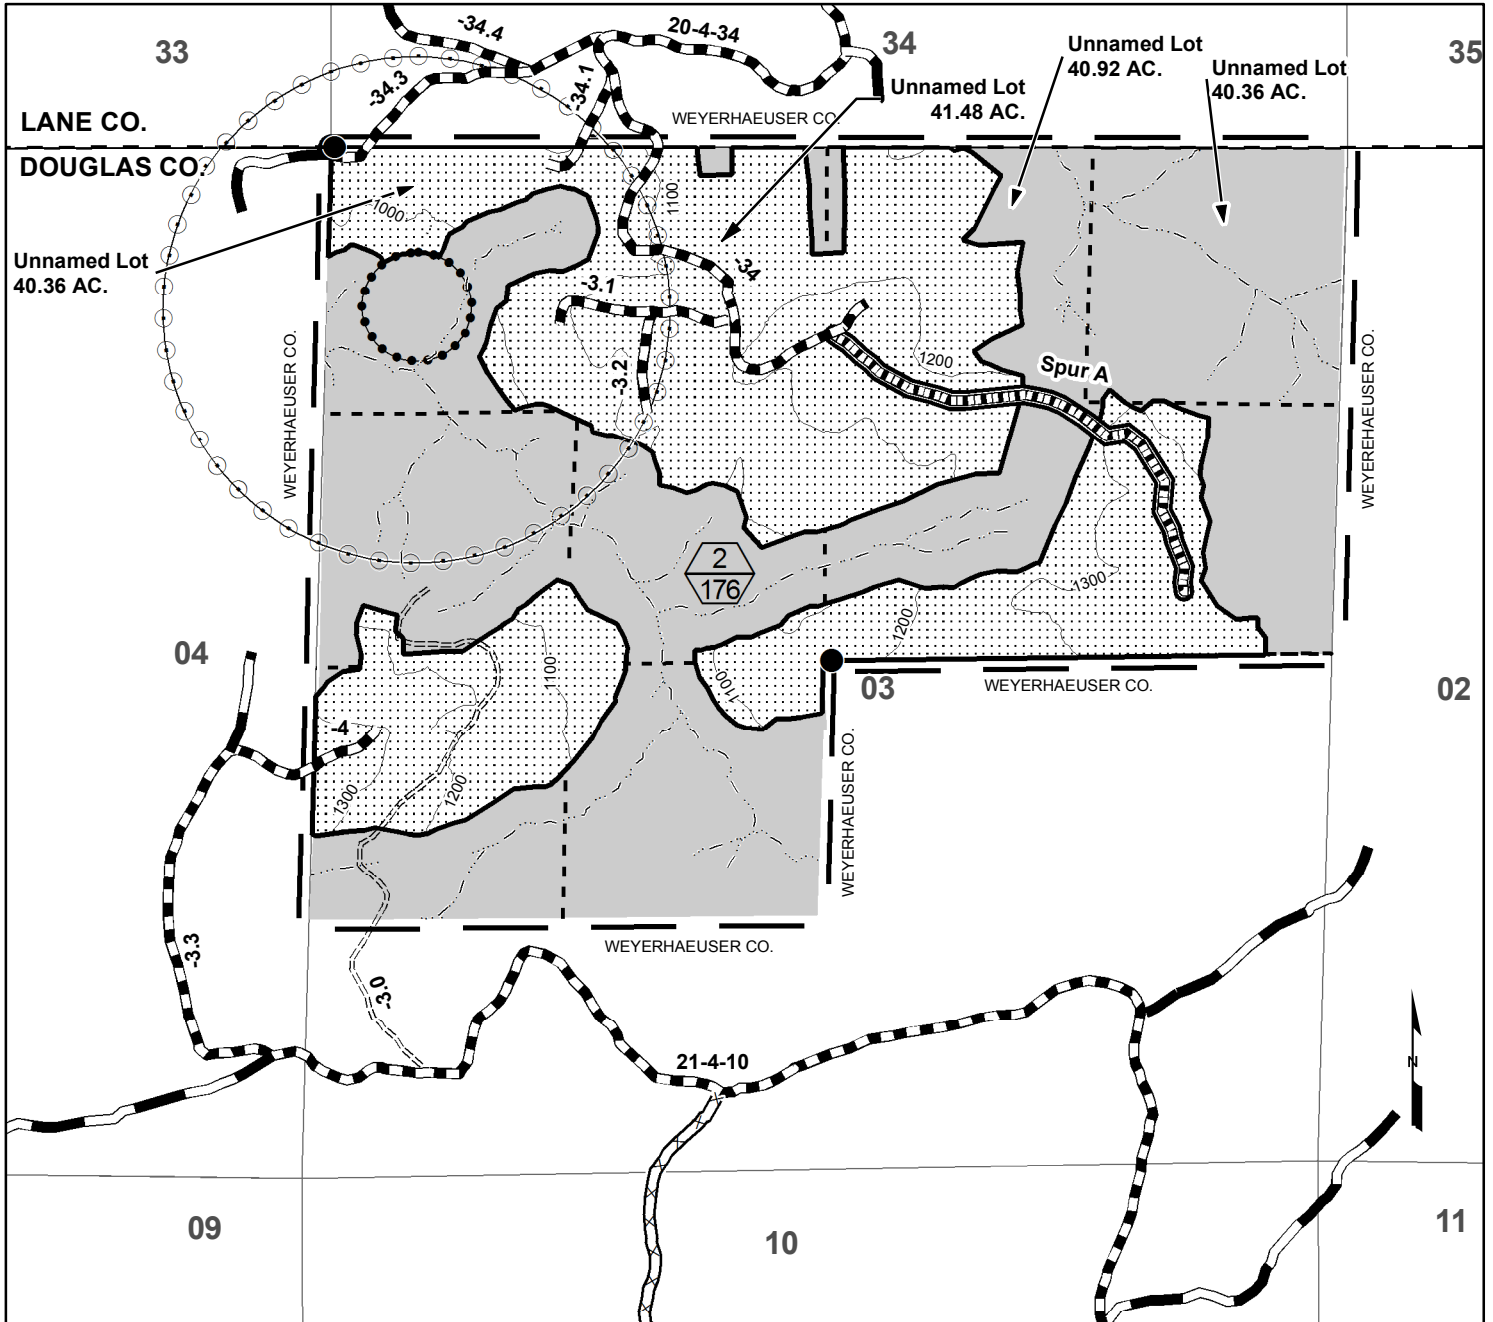 33
-34.4
20-4-34
34
Unnamed Lot
40.92 AC.
35
-34.3
-34.1
Unnamed Lot
41.48 AC.
Unnamed Lot
40.36 AC.
LANE CO.
WEYERHAEUSER CO.
DOUGLAS CO.
1000
1100
Unnamed Lot
40.36 AC.
-34
-3.1
WEYERHAEUSER CO.
-3.2
1200
Spur A
WEYEREHAEUSER CO.
2
176
1300
1200
04
1100
1100
03
WEYERHAEUSER CO.
02
-4
1300
1200
WEYERHAEUSER CO.
-3.3
WEYERHAEUSER CO.
-3.0
21-4-10
N
09
10
11